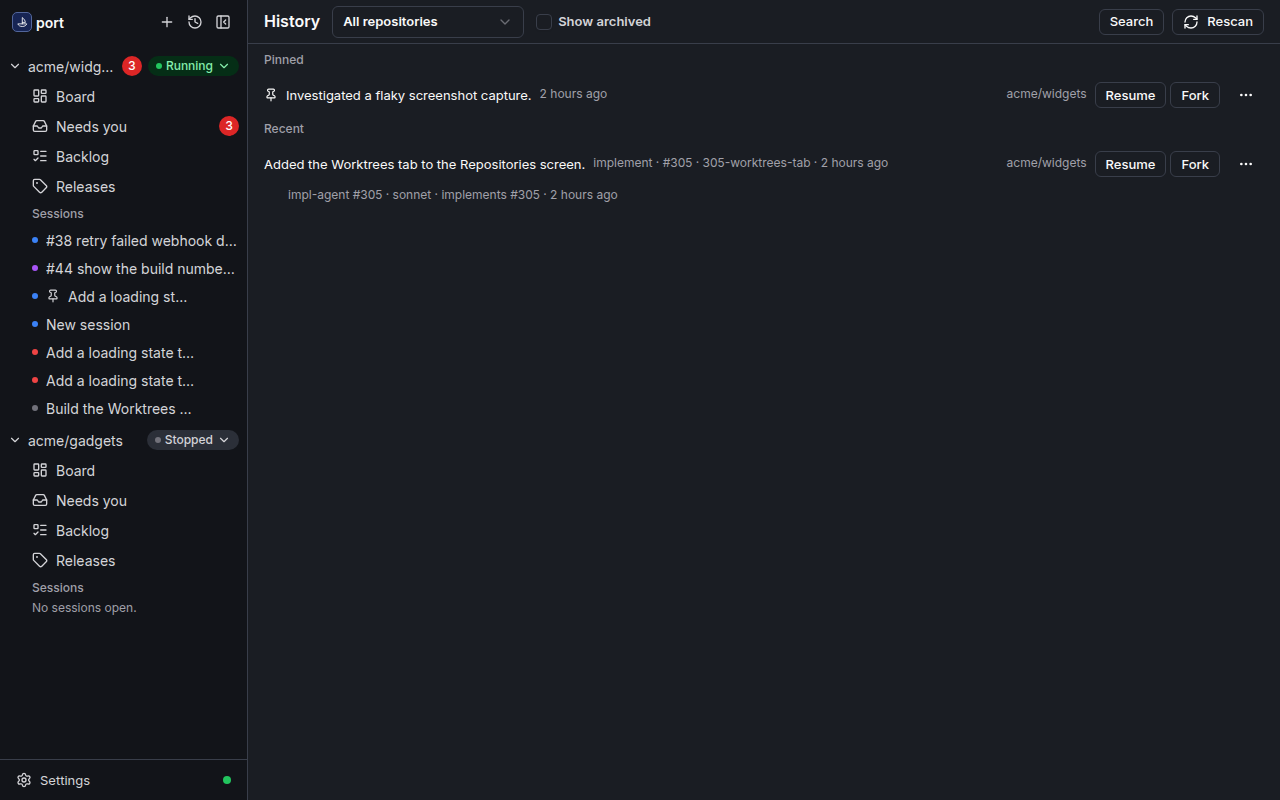 port
acme/widg... 3 Running
Board
Needs you 3
Backlog
Releases
Sessions
#38 retry failed webhook d...
#44 show the build numbe...
Add a loading st...
New session
Add a loading state t...
Add a loading state t...
Build the Worktrees ...
acme/gadgets Stopped
Board
Needs you
Backlog
Releases
Sessions
No sessions open.
Settings
History All repositories Show archived Search Rescan
Pinned
Investigated a flaky screenshot capture. 2 hours ago acme/widgets Resume Fork
Recent
Added the Worktrees tab to the Repositories screen. implement · #305 · 305-worktrees-tab · 2 hours ago acme/widgets Resume Fork
impl-agent #305 · sonnet · implements #305 · 2 hours ago